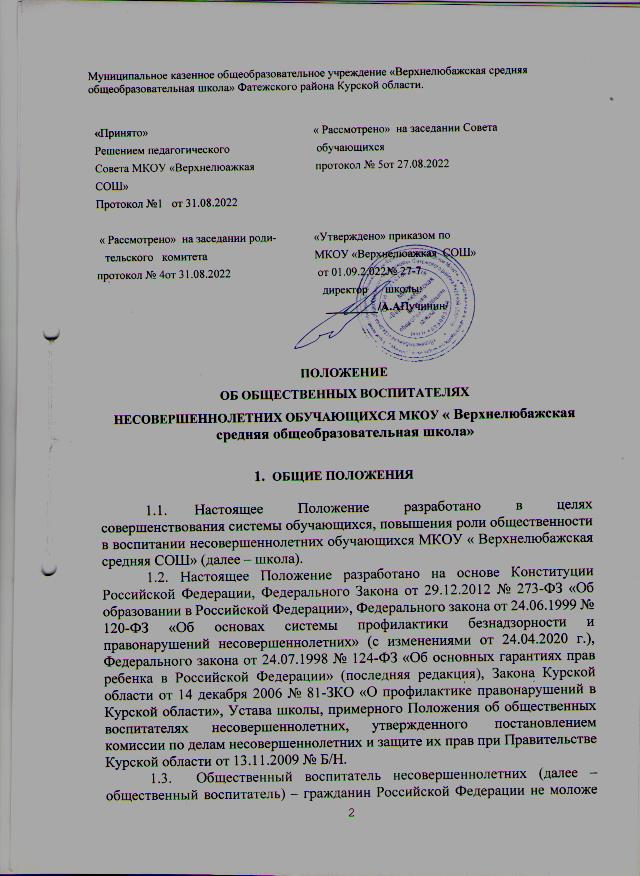 Муниципальное казенное общеобразовательное учреждение «Верхнелюбажская средняя
общеобразовательная школа» Фатежского района Курской области.
«Принято»
Решением педагогического
Совета МКОУ «Верхнелюажкая
СОШ»
Протокол №1 от 31.08.2022
« Рассмотрено» на заседании Совета
обучающихся
протокол № 5от 27.08.2022
« Рассмотрено» на заседании роди-
тельского комитета
протокол № 4от 31.08.2022
«Утверждено» приказом по
МКОУ «Верхнелюажкая СОШ»
от 01.09.2.022№ 27-7
директор школы:
/А.АПучинин/
ПОЛОЖЕНИЕ
ОБ ОБЩЕСТВЕННЫХ ВОСПИТАТЕЛЯХ
НЕСОВЕРШЕННОЛЕТНИХ ОБУЧАЮЩИХСЯ МКОУ « Верхнелюбажская
средняя общеобразовательная школа»
1. ОБЩИЕ ПОЛОЖЕНИЯ
1.1. Настоящее Положение разработано в целях
совершенствования системы обучающихся, повышения роли общественности
в воспитании несовершеннолетних обучающихся МКОУ « Верхнелюбажская
средняя СОШ» (далее – школа).
1.2. Настоящее Положение разработано на основе Конституции
Российской Федерации, Федерального Закона от 29.12.2012 № 273-ФЗ «Об
образовании в Российской Федерации», Федерального закона от 24.06.1999 №
120-ФЗ «Об основах системы профилактики безнадзорности и
правонарушений несовершеннолетних» (с изменениями от 24.04.2020 г.),
Федерального закона от 24.07.1998 № 124-ФЗ «Об основных гарантиях прав
ребенка в Российской Федерации» (последняя редакция), Закона Курской
области от 14 декабря 2006 № 81-ЗКО «О профилактике правонарушений в
Курской области», Устава школы, примерного Положения об общественных
воспитателях несовершеннолетних, утвержденного постановлением
комиссии по делам несовершеннолетних и защите их прав при Правительстве
Курской области от 13.11.2009 № Б/Н.
1.3. Общественный воспитатель несовершеннолетних (далее –
общественный воспитатель) – гражданин Российской Федерации не моложе
2